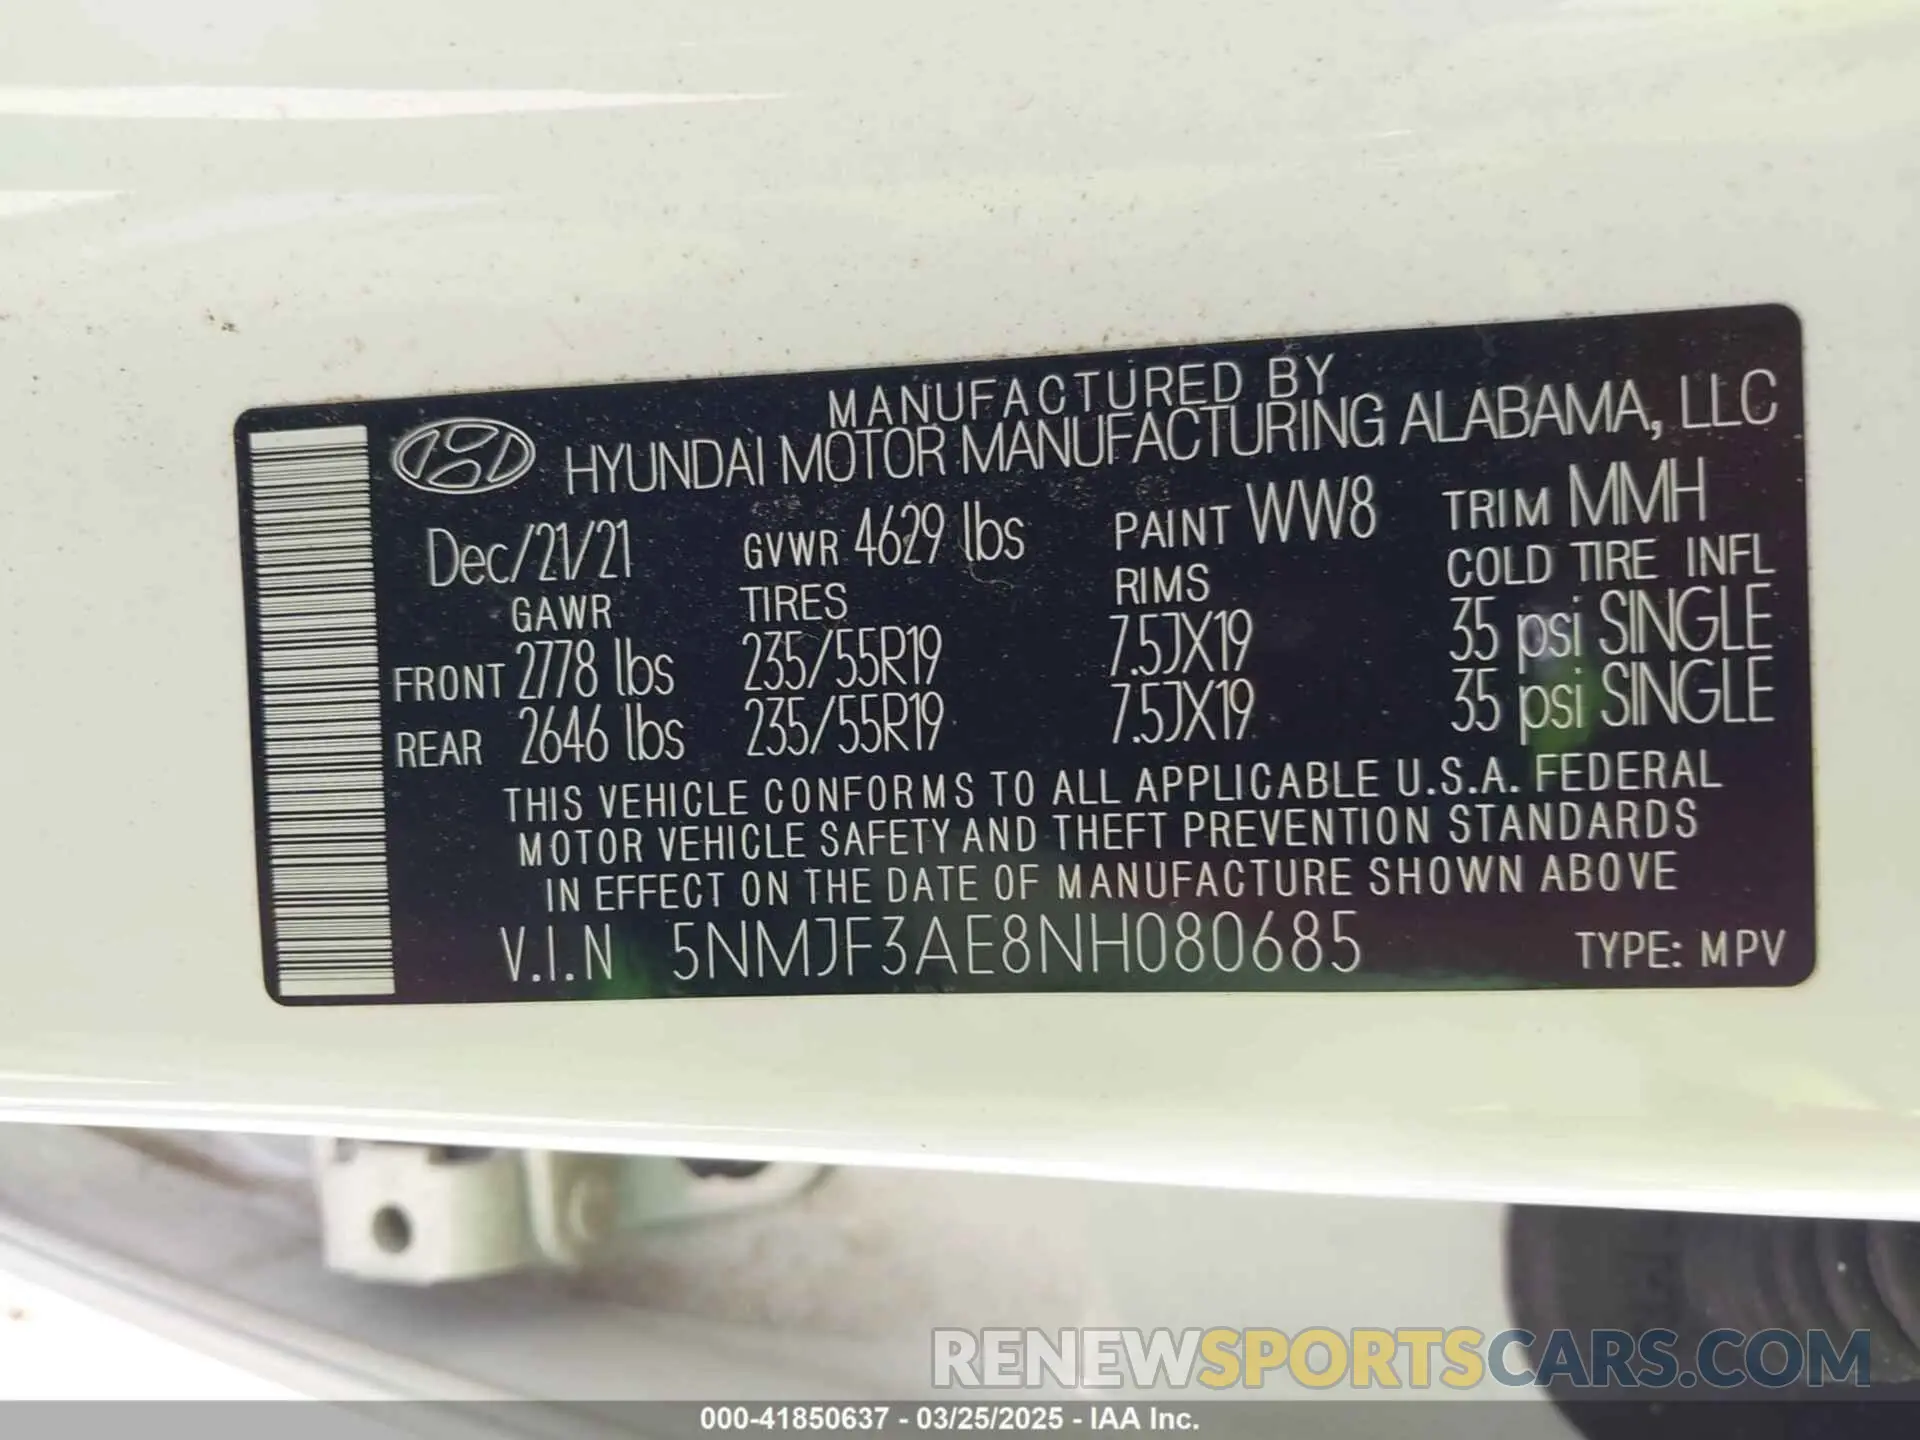 MANUFACTURED BY
HYUNDAI MOTOR MANUFACTURING ALABAMA, LLC
Dec/21/21 GVWR 4629 lbs PAINT WW8 TRIM MMH
GAWR TIRES RIMS COLD TIRE INFL
FRONT 2778 lbs 235/55R19 7.5JX19 35 psi SINGLE
REAR 2646 lbs 235/55R19 7.5JX19 35 psi SINGLE
THIS VEHICLE CONFORMS TO ALL APPLICABLE U.S.A. FEDERAL
MOTOR VEHICLE SAFETY AND THEFT PREVENTION STANDARDS
IN EFFECT ON THE DATE OF MANUFACTURE SHOWN ABOVE
V.I.N 5NMJF3AE8NH080685 TYPE: MPV
RENEWSPORTSCARS.COM
000-41850637 - 03/25/2025 - IAA Inc.